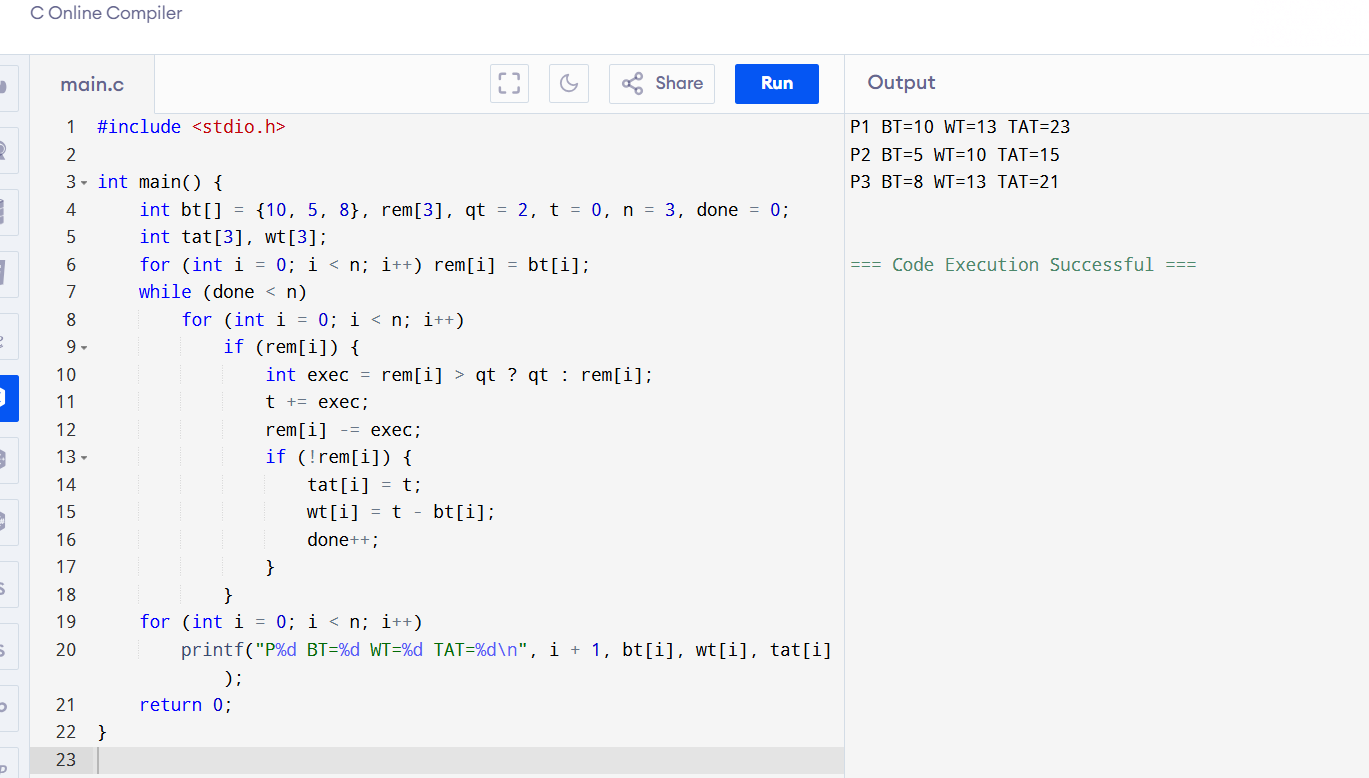 C Online Compiler
main.c
Share
Run
Output
1 #include <stdio.h>
2
3 int main() {
4     int bt[] = {10, 5, 8}, rem[3], qt = 2, t = 0, n = 3, done = 0;
5     int tat[3], wt[3];
6     for (int i = 0; i < n; i++) rem[i] = bt[i];
7     while (done < n)
8         for (int i = 0; i < n; i++)
9             if (rem[i]) {
10                 int exec = rem[i] > qt ? qt : rem[i];
11                 t += exec;
12                 rem[i] -= exec;
13                 if (!rem[i]) {
14                     tat[i] = t;
15                     wt[i] = t - bt[i];
16                     done++;
17                 }
18             }
19     for (int i = 0; i < n; i++)
20         printf("P%d BT=%d WT=%d TAT=%d\n", i + 1, bt[i], wt[i], tat[i]
);
21     return 0;
22 }
23
P1 BT=10 WT=13 TAT=23
P2 BT=5 WT=10 TAT=15
P3 BT=8 WT=13 TAT=21
=== Code Execution Successful ===